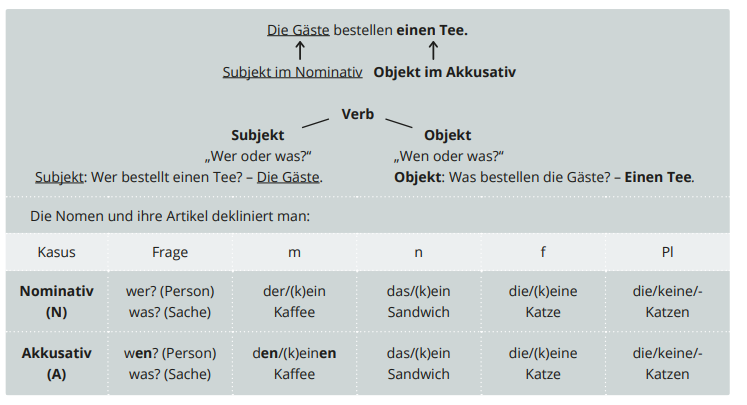 Die Gäste bestellen einen Tee.
Subjekt im Nominativ Objekt im Akkusativ
Verb
Subjekt Objekt
„Wer oder was?“ „Wen oder was?“
Subjekt: Wer bestellt einen Tee? – Die Gäste. Objekt: Was bestellen die Gäste? – Einen Tee.
Die Nomen und ihre Artikel dekliniert man:
Kasus Frage m n f Pl
Nominativ wer? (Person) der/(k)ein das/(k)ein die/(k)eine die/keine/-
(N) was? (Sache) Kaffee Sandwich Katze Katzen
Akkusativ wen? (Person) den/(k)einen das/(k)ein die/(k)eine die/keine/-
(A) was? (Sache) Kaffee Sandwich Katze Katzen